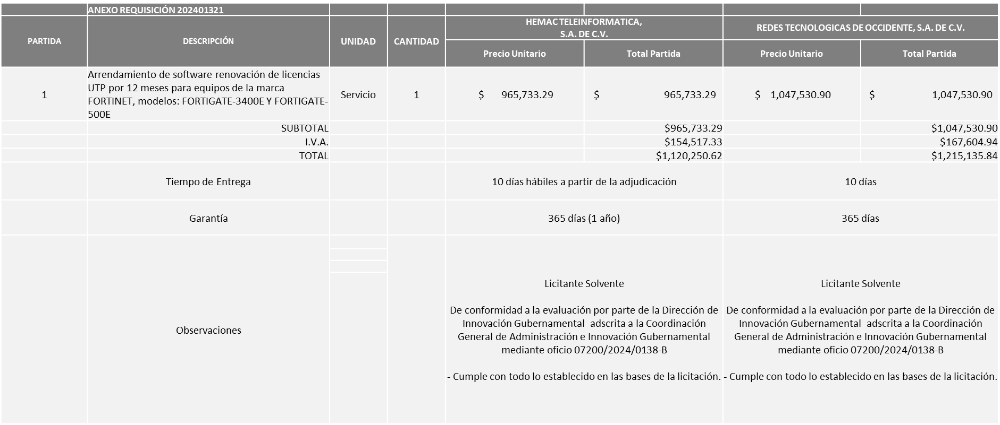 ANEXO REQUISICIÓN 202401321
PARTIDA
DESCRIPCIÓN
UNIDAD
CANTIDAD
HEMAC TELEINFORMATICA,
S.A. DE C.V.
REDES TECNOLOGICAS DE OCCIDENTE, S.A. DE C.V.
Precio Unitario
Total Partida
Precio Unitario
Total Partida
1
Arrendamiento de software renovación de licencias
UTP por 12 meses para equipos de la marca
FORTINET, modelos: FORTIGATE-3400E Y FORTIGATE-
500E
Servicio
1
$ 965,733.29
$ 965,733.29
$ 1,047,530.90
$ 1,047,530.90
SUBTOTAL
$965,733.29
$1,047,530.90
I.V.A.
$154,517.33
$167,604.94
TOTAL
$1,120,250.62
$1,215,135.84
Tiempo de Entrega
10 días hábiles a partir de la adjudicación
10 días
Garantía
365 días (1 año)
365 días
Observaciones
Licitante Solvente
De conformidad a la evaluación por parte de la Dirección de
Innovación Gubernamental  adscrita a la Coordinación
General de Administración e Innovación Gubernamental
mediante oficio 07200/2024/0138-B
- Cumple con todo lo establecido en las bases de la licitación.
Licitante Solvente
De conformidad a la evaluación por parte de la Dirección de
Innovación Gubernamental  adscrita a la Coordinación
General de Administración e Innovación Gubernamental
mediante oficio 07200/2024/0138-B
- Cumple con todo lo establecido en las bases de la licitación.